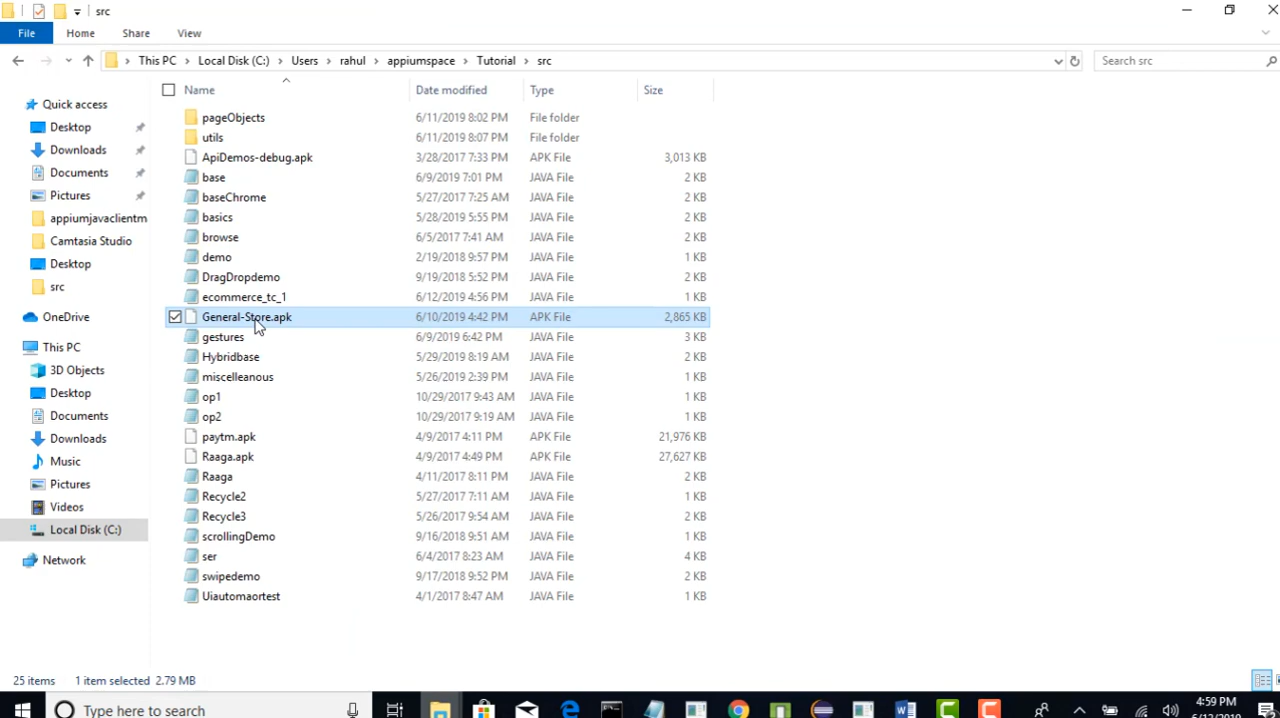 src
File Home Share View
This PC Local Disk (C:) Users rahul appiumspace Tutorial src Search src
Name Date modified Type Size
Quick access
Desktop
Downloads
Documents
Pictures
appiumjavaclientm
Camtasia Studio
Desktop
src
OneDrive
This PC
3D Objects
Desktop
Documents
Downloads
Music
Pictures
Videos
Local Disk (C:)
Network
pageObjects 6/11/2019 8:02 PM File folder
utils 6/11/2019 8:07 PM File folder
ApiDemos-debug.apk 3/28/2017 7:33 PM APK File 3,013 KB
base 6/9/2019 7:01 PM JAVA File 2 KB
baseChrome 5/27/2017 7:25 AM JAVA File 2 KB
basics 5/28/2019 5:55 PM JAVA File 2 KB
browse 6/5/2017 7:41 AM JAVA File 2 KB
demo 2/19/2018 9:57 PM JAVA File 1 KB
DragDropdemo 9/19/2018 5:52 PM JAVA File 2 KB
ecommerce_tc_1 6/12/2019 4:56 PM JAVA File 1 KB
General-Store.apk 6/10/2019 4:42 PM APK File 2,865 KB
gestures 6/9/2019 6:42 PM JAVA File 3 KB
Hybridbase 5/29/2019 8:19 AM JAVA File 2 KB
miscelleanous 5/26/2019 2:39 PM JAVA File 1 KB
op1 10/29/2017 9:43 AM JAVA File 1 KB
op2 10/29/2017 9:19 AM JAVA File 1 KB
paytm.apk 4/9/2017 4:11 PM APK File 21,976 KB
Raaga.apk 4/9/2017 4:49 PM APK File 27,627 KB
Raaga 4/11/2017 8:11 PM JAVA File 2 KB
Recycle2 5/27/2017 7:11 AM JAVA File 1 KB
Recycle3 5/26/2017 9:54 AM JAVA File 2 KB
scrollingDemo 9/16/2018 9:51 AM JAVA File 1 KB
ser 6/4/2017 8:23 AM JAVA File 4 KB
swipedemo 9/17/2018 9:52 PM JAVA File 2 KB
Uiautomaortest 4/1/2017 8:47 AM JAVA File 1 KB
25 items 1 item selected 2.79 MB
Type here to search
4:59 PM